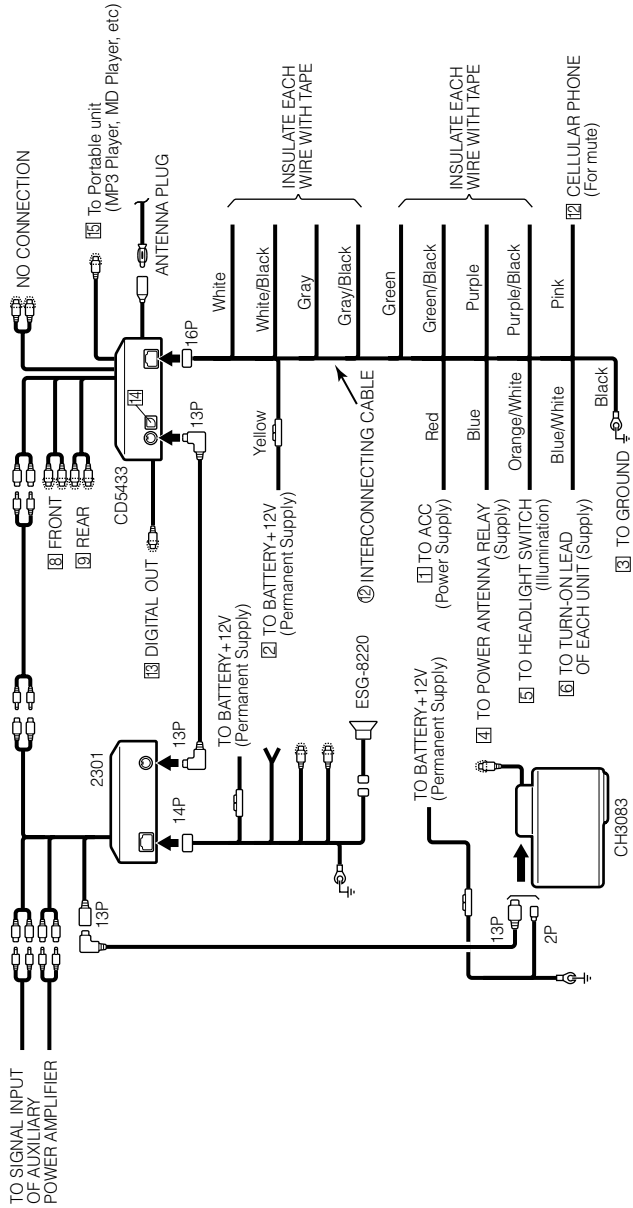 NO CONNECTION
15 To Portable unit
(MP3 Player, MD Player, etc)
ANTENNA PLUG
14
16P
13P
CD5433
8 FRONT
9 REAR
13 DIGITAL OUT
2301
13P
14P
13P
TO SIGNAL INPUT
OF AUXILIARY
POWER AMPLIFIER
TO BATTERY+12V
(Permanent Supply)
ESG-8220
White
White/Black
Gray
Gray/Black
INSULATE EACH
WIRE WITH TAPE
Yellow
2 TO BATTERY+12V
(Permanent Supply)
⑫ INTERCONNECTING CABLE
Green
Green/Black
Purple
Purple/Black
INSULATE EACH
WIRE WITH TAPE
Red
1 TO ACC
(Power Supply)
Blue
4 TO POWER ANTENNA RELAY
(Supply)
Orange/White
5 TO HEADLIGHT SWITCH
(Illumination)
Pink
12 CELLULAR PHONE
(For mute)
Blue/White
6 TO TURN-ON LEAD
OF EACH UNIT (Supply)
Black
3 TO GROUND
TO BATTERY+12V
(Permanent Supply)
13P
2P
CH3083